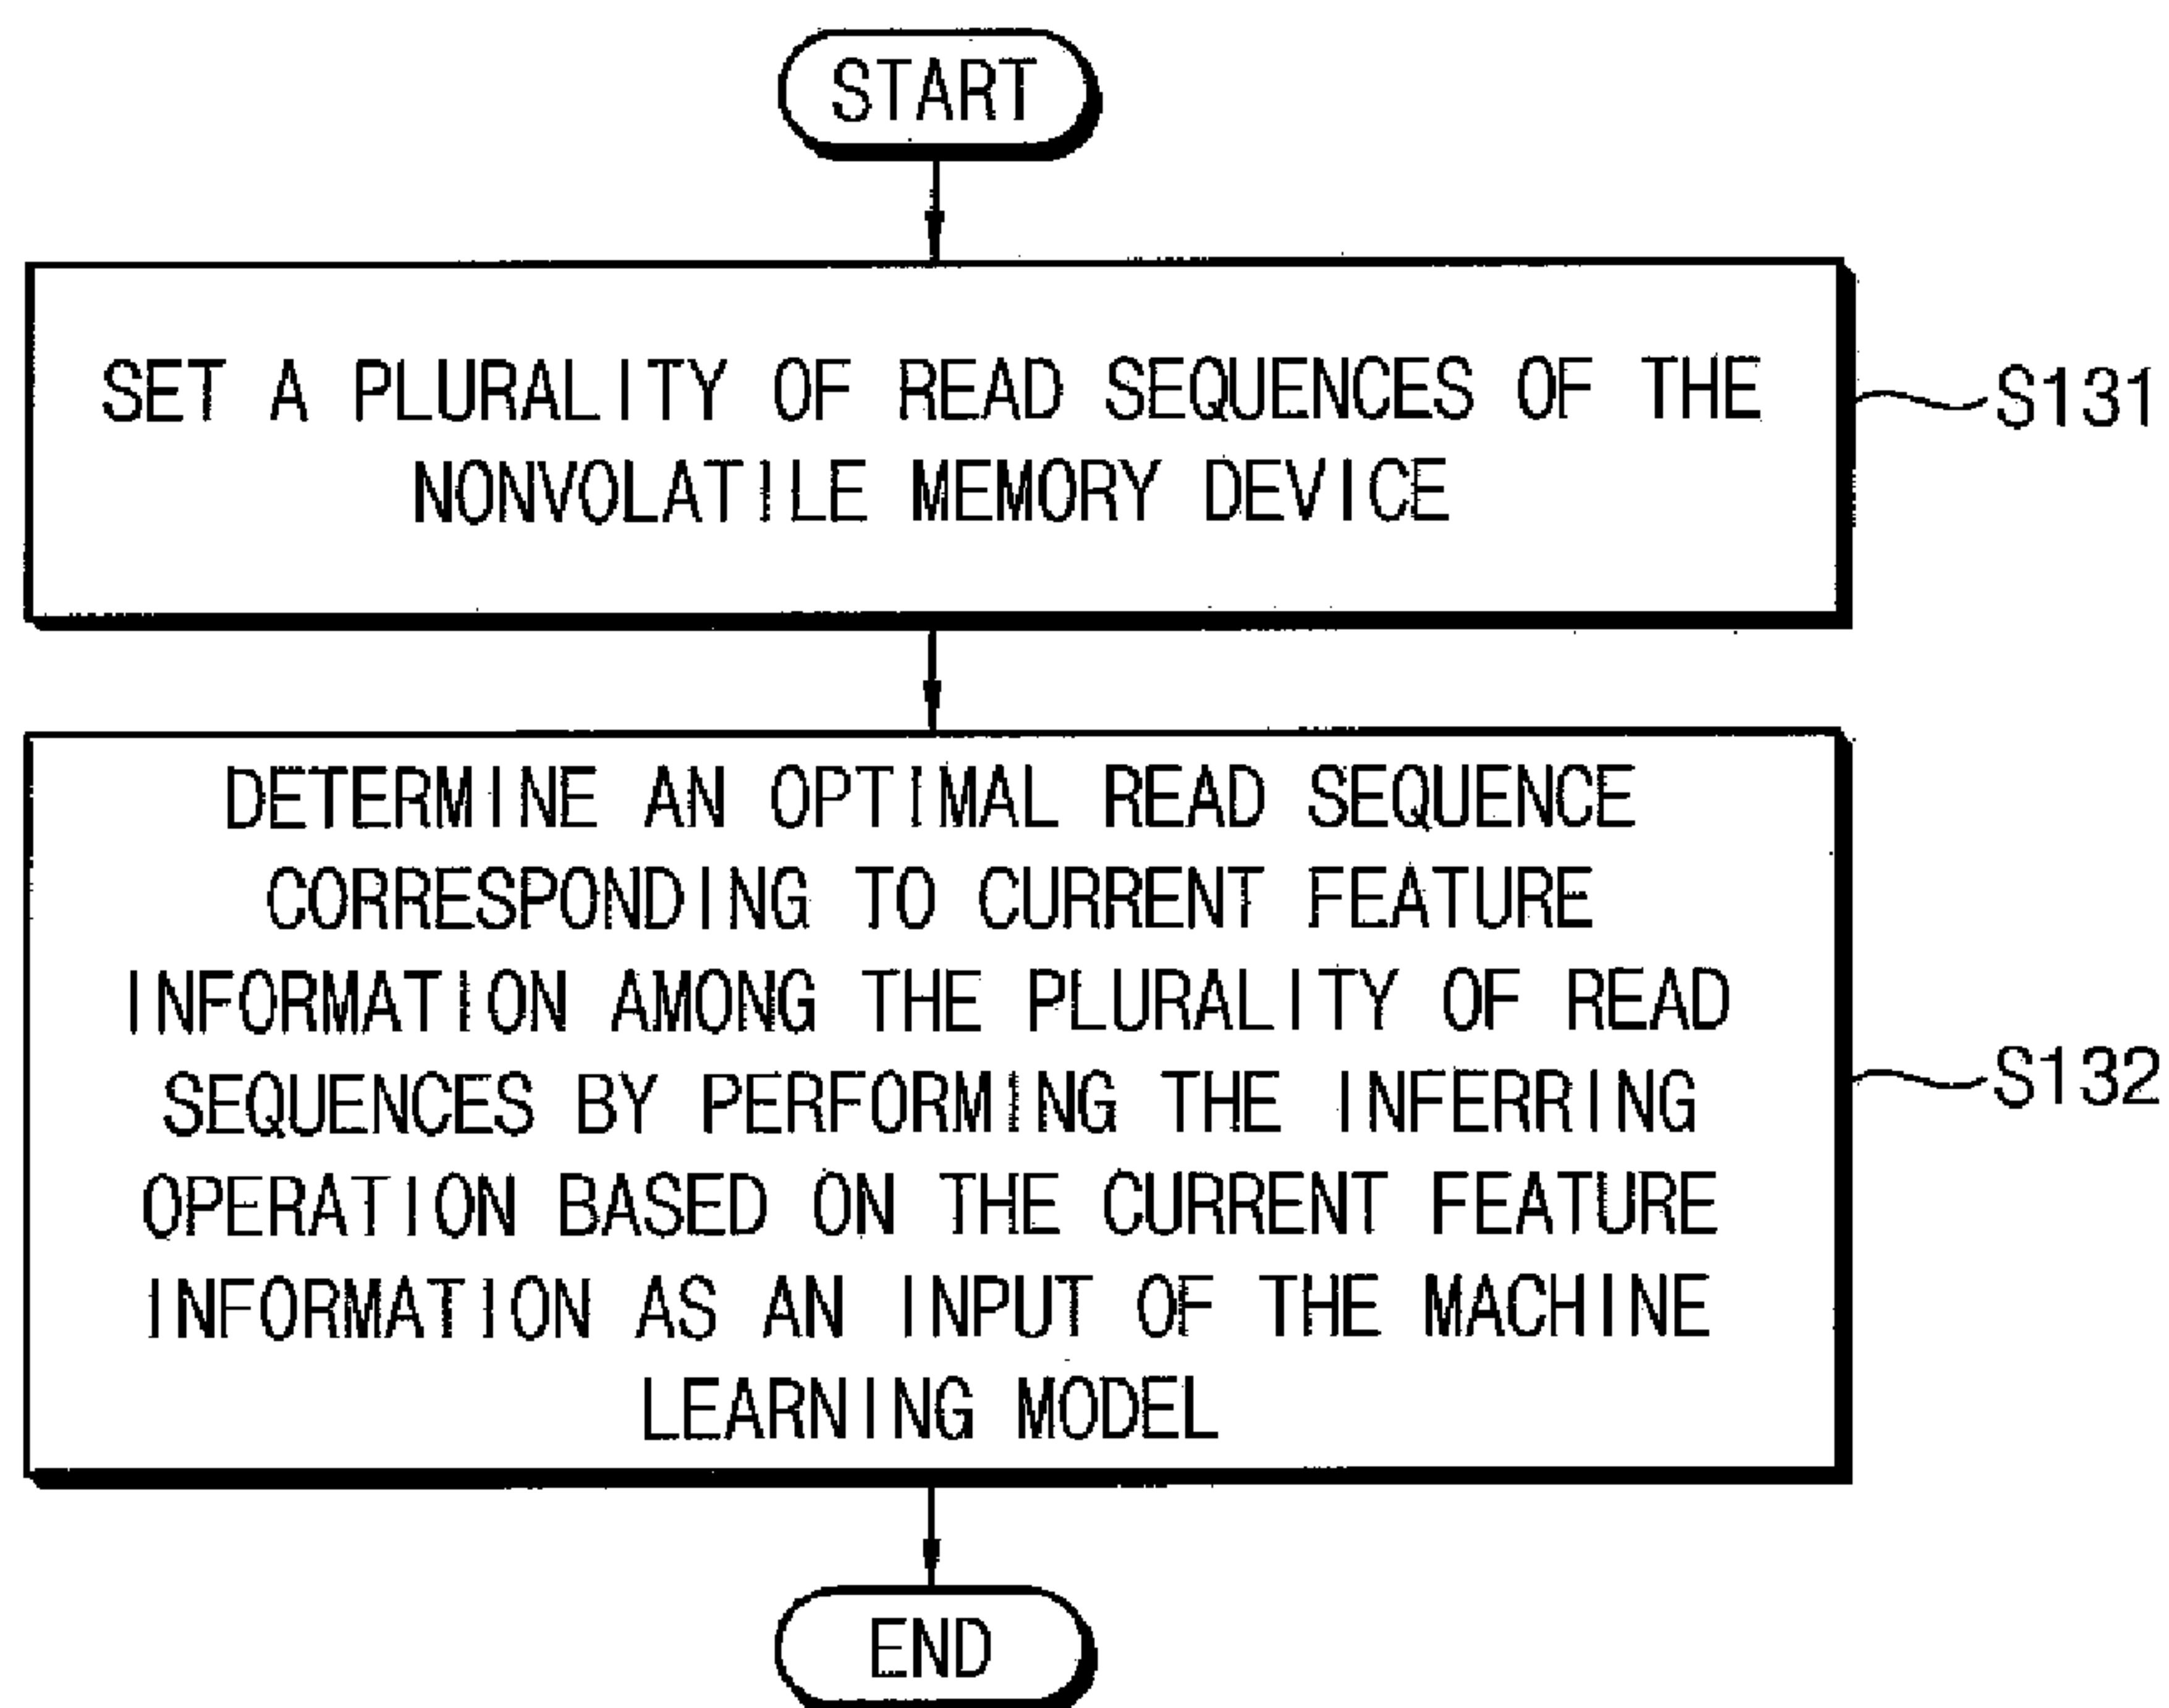 START
SET A PLURALITY OF READ SEQUENCES OF THE
NONVOLATILE MEMORY DEVICE
S131
DETERMINE AN OPTIMAL READ SEQUENCE
CORRESPONDING TO CURRENT FEATURE
INFORMATION AMONG THE PLURALITY OF READ
SEQUENCES BY PERFORMING THE INFERRING
OPERATION BASED ON THE CURRENT FEATURE
INFORMATION AS AN INPUT OF THE MACHINE
LEARNING MODEL
S132
END